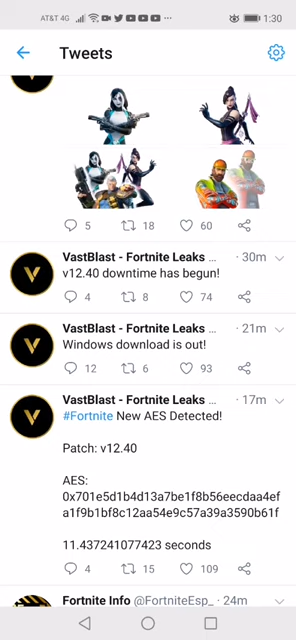 AT&T 4G 1:30
Tweets
5 18 60
VastBlast - Fortnite Leaks ... · 30m
v12.40 downtime has begun!
4 8 74
VastBlast - Fortnite Leaks ... · 21m
Windows download is out!
12 6 93
VastBlast - Fortnite Leaks ... · 17m
#Fortnite New AES Detected!
Patch: v12.40
AES:
0x701e5d1b4d13a7be1f8b56eecdaa4ef
a1f9b1bf8c12aa54e9c57a39a3590b61f
11.437241077423 seconds
4 15 109
Fortnite Info @FortniteEsp_ · 24m